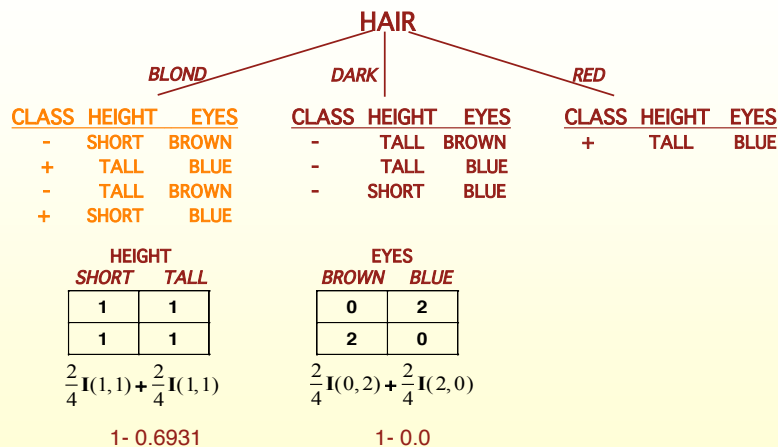 HAIR
BLOND DARK RED
CLASS HEIGHT EYES CLASS HEIGHT EYES CLASS HEIGHT EYES
- SHORT BROWN - TALL BROWN + TALL BLUE
+ TALL BLUE - TALL BLUE
- TALL BROWN - SHORT BLUE
+ SHORT BLUE
HEIGHT EYES
SHORT TALL BROWN BLUE
1 1 0 2
1 1 2 0
2/4 I(1,1) + 2/4 I(1,1) 2/4 I(0,2) + 2/4 I(2,0)
1- 0.6931 1- 0.0